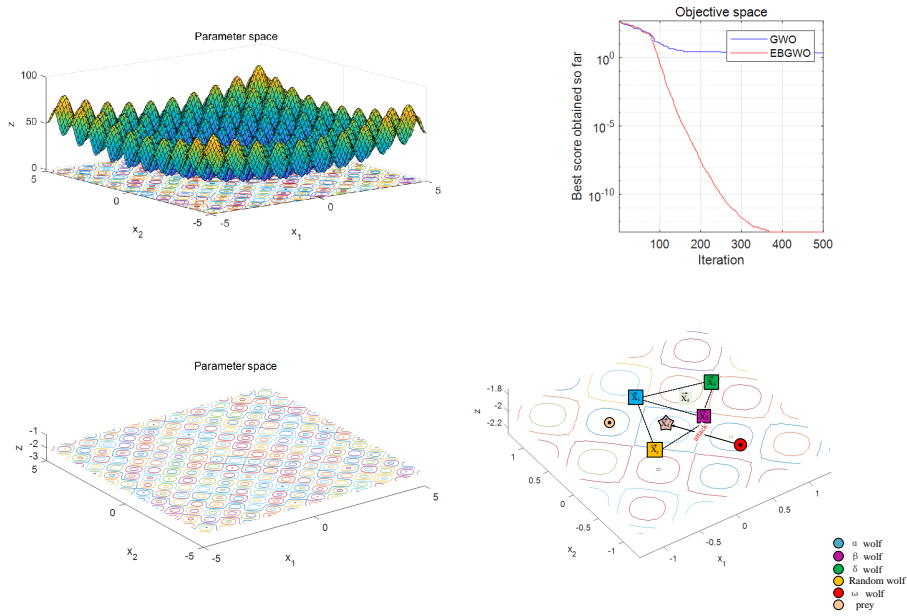 Parameter space
z
100
50
0
5
0
-5
x2
-5
0
5
x1
Objective space
GWO
EBGWO
Best score obtained so far
10^0
10^-5
10^-10
100 200 300 400 500
Iteration
Parameter space
z
-1
-2
-3
5
0
-5
x2
-5
0
5
x1
z
-1.8
-2
-2.2
1
0.5
0
-0.5
-1
x2
-1
-0.5
0
0.5
1
x1
attack
α wolf
β wolf
δ wolf
Random wolf
ω wolf
prey